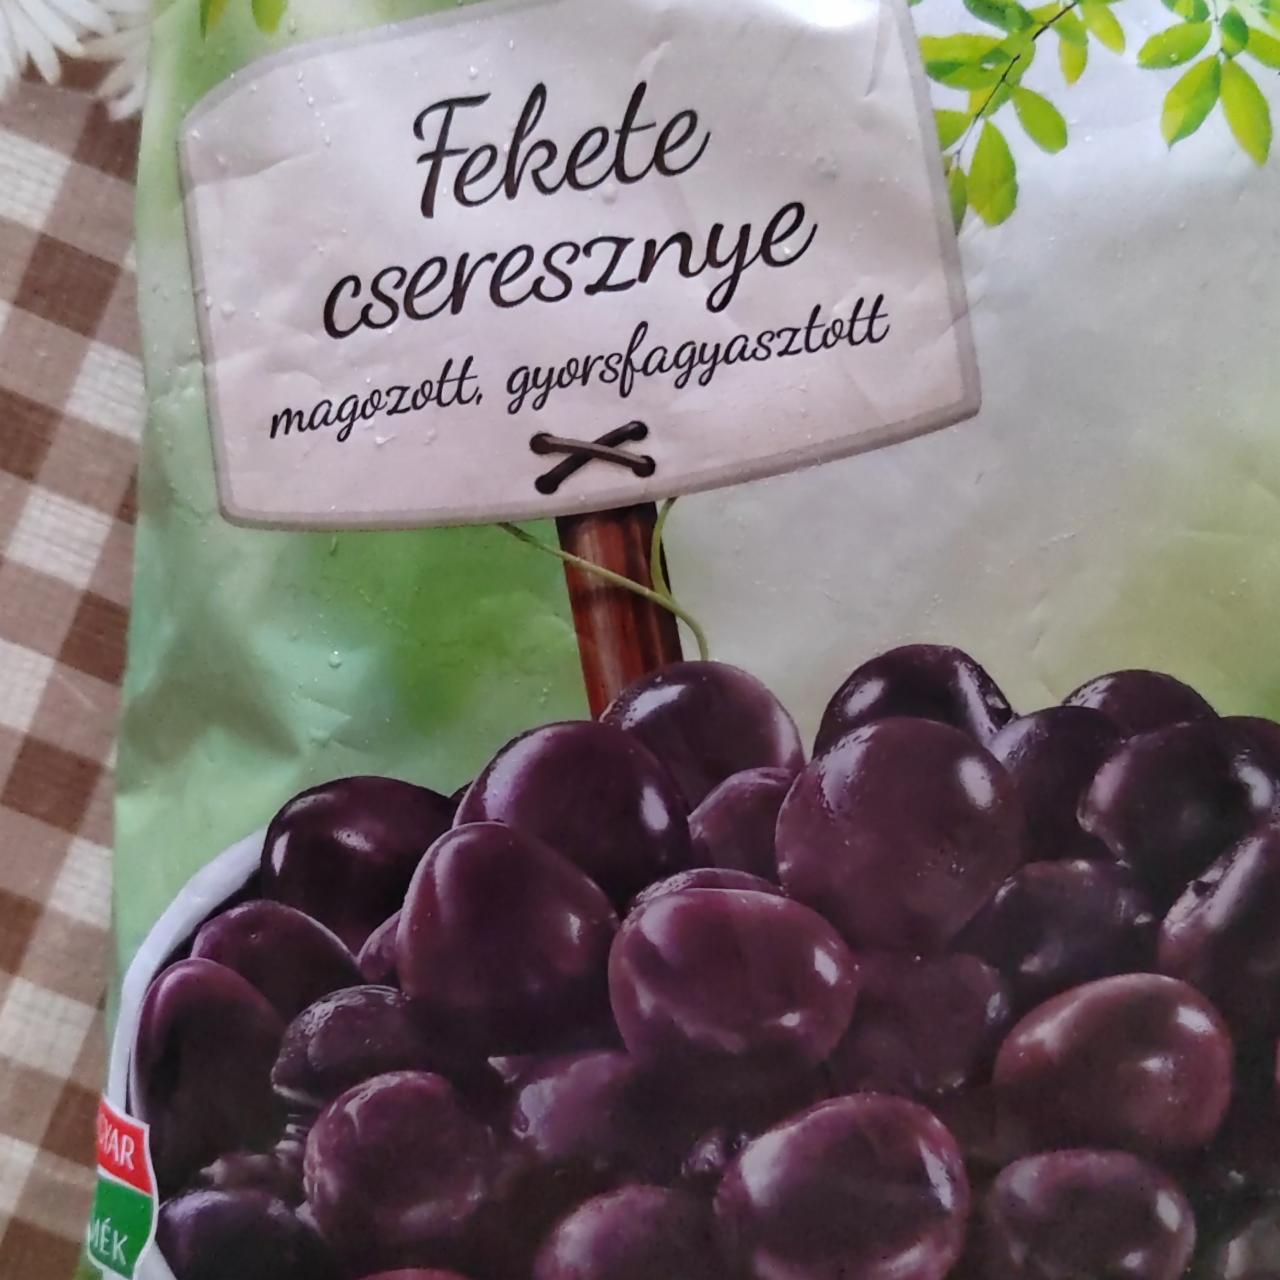 Fekete
cseresznye
magozott, gyorsfagyasztott